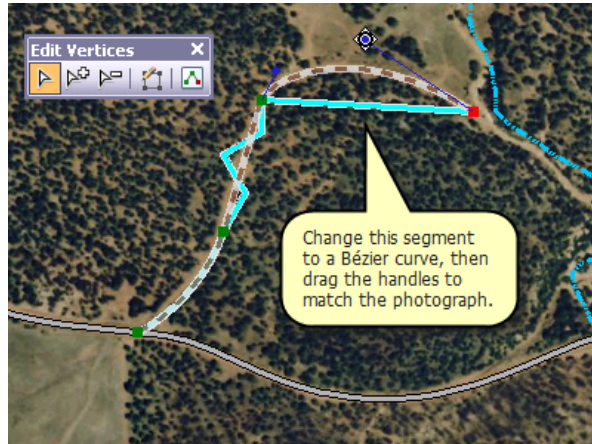 Edit Vertices
Change this segment
to a Bézier curve, then
drag the handles to
match the photograph.